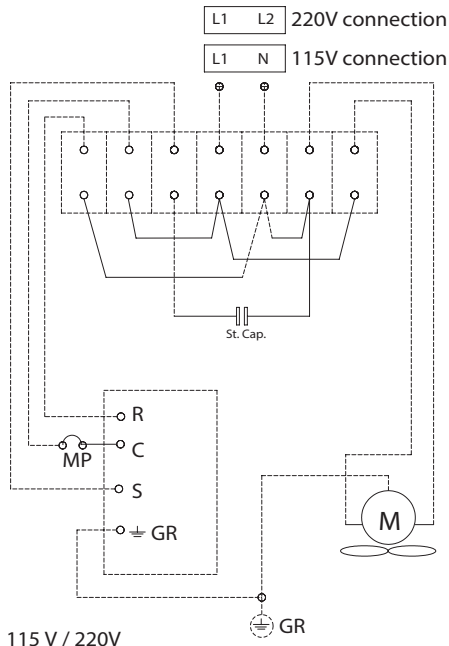 L1 L2 220V connection
L1 N 115V connection
St. Cap.
R
C
MP
S
GR
M
GR
115 V / 220V